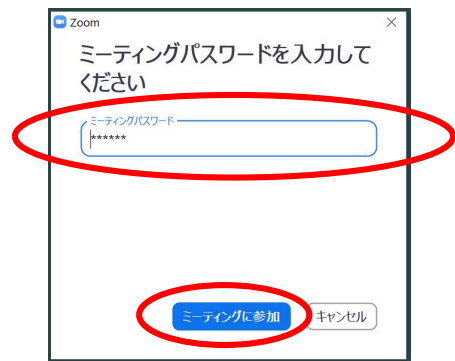 Zoom
ミーティングパスワードを入力して
ください
ミーティングパスワード
******
ミーティングに参加
キャンセル